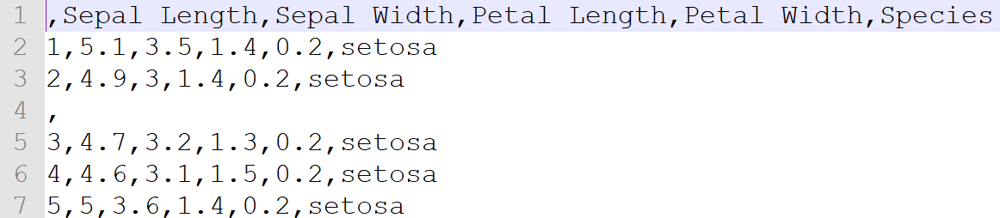 1 ,Sepal Length,Sepal Width,Petal Length,Petal Width,Species
2 1,5.1,3.5,1.4,0.2,setosa
3 2,4.9,3,1.4,0.2,setosa
4 ,
5 3,4.7,3.2,1.3,0.2,setosa
6 4,4.6,3.1,1.5,0.2,setosa
7 5,5,3.6,1.4,0.2,setosa